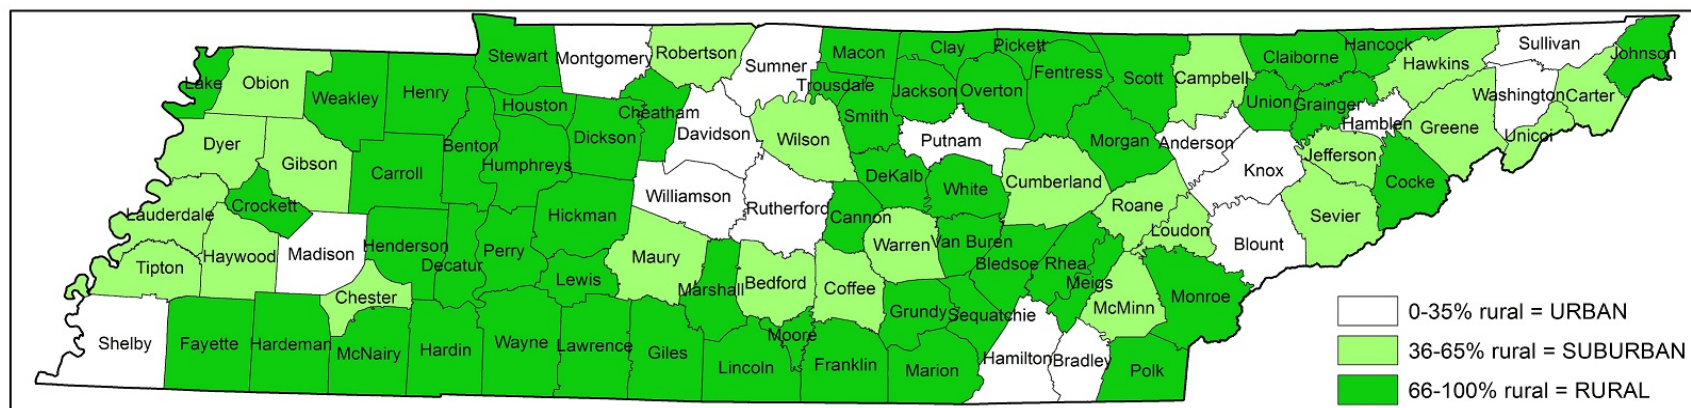 Stewart
Montgomery
Robertson
Sumner
Macon
Clay
Pickett
Fentress
Scott
Campbell
Claiborne
Hancock
Hawkins
Sullivan
Johnson
Lake
Obion
Weakley
Henry
Houston
Cheatham
Trousdale
Jackson
Overton
Union
Grainger
Washington
Carter
Dyer
Gibson
Carroll
Benton
Humphreys
Dickson
Davidson
Wilson
Smith
Putnam
Morgan
Anderson
Knox
Hamblen
Jefferson
Greene
Unicoi
Lauderdale
Crockett
Hickman
Williamson
Rutherford
Cannon
DeKalb
White
Cumberland
Roane
Loudon
Blount
Sevier
Cocke
Tipton
Haywood
Madison
Henderson
Decatur
Perry
Lewis
Maury
Marshall
Bedford
Coffee
Warren
Van Buren
Bledsoe
Rhea
Meigs
McMinn
Monroe
Chester
Shelby
Fayette
Hardeman
McNairy
Hardin
Wayne
Lawrence
Giles
Lincoln
Moore
Franklin
Grundy
Sequatchie
Marion
Hamilton
Bradley
Polk
0-35% rural = URBAN
36-65% rural = SUBURBAN
66-100% rural = RURAL